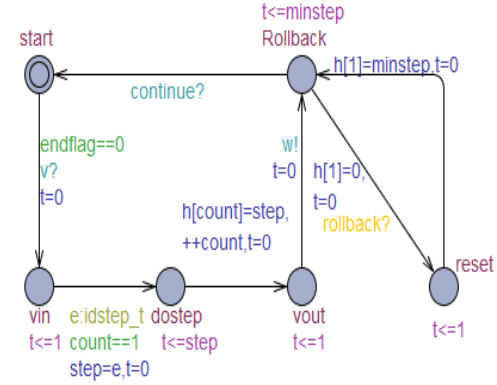 t<=minstep
start
Rollback
h[1]=minstep,t=0
continue?
endflag==0
v?
t=0
w!
t=0
h[1]=0,
t=0
rollback?
h[count]=step,
++count,t=0
reset
t<=1
vin
t<=1
e:idstep_t
count==1
step=e,t=0
dostep
t<=step
vout
t<=1